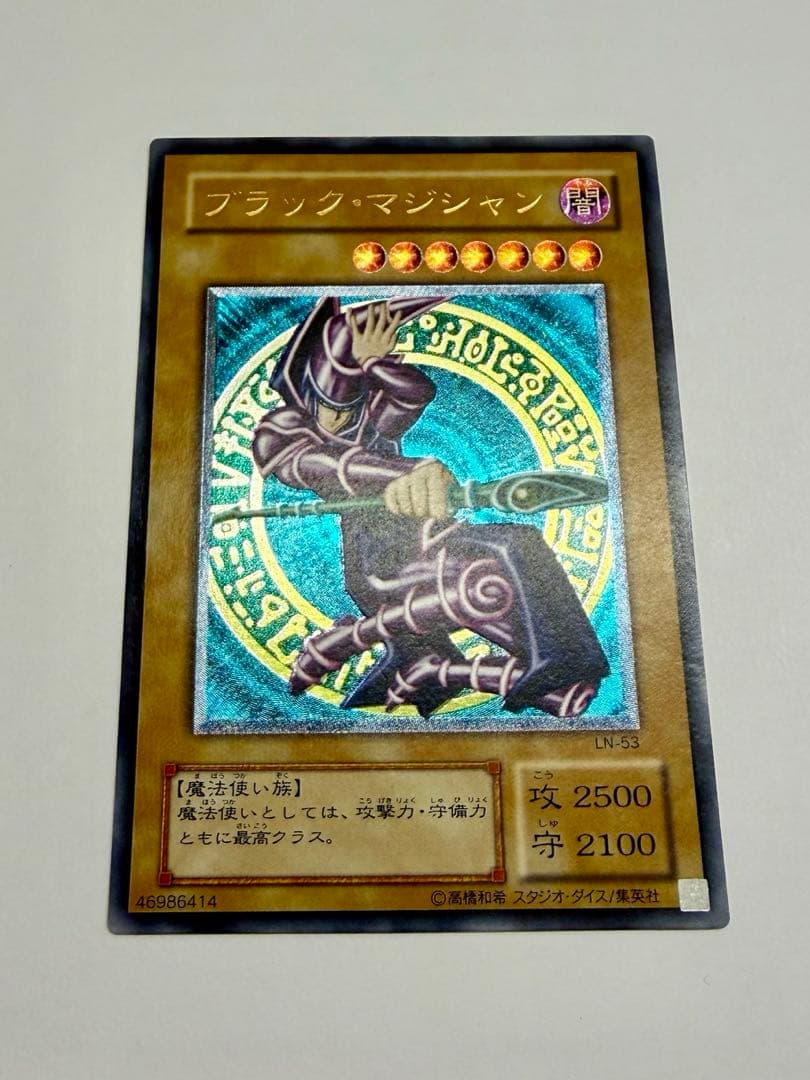 ブラック・マジシャン
闇
LN-53
【魔法使い族】
魔法使いとしては、攻撃力・守備力
ともに最高クラス。
攻 2500
守 2100
46986414
©高橋和希 スタジオ・ダイス/集英社